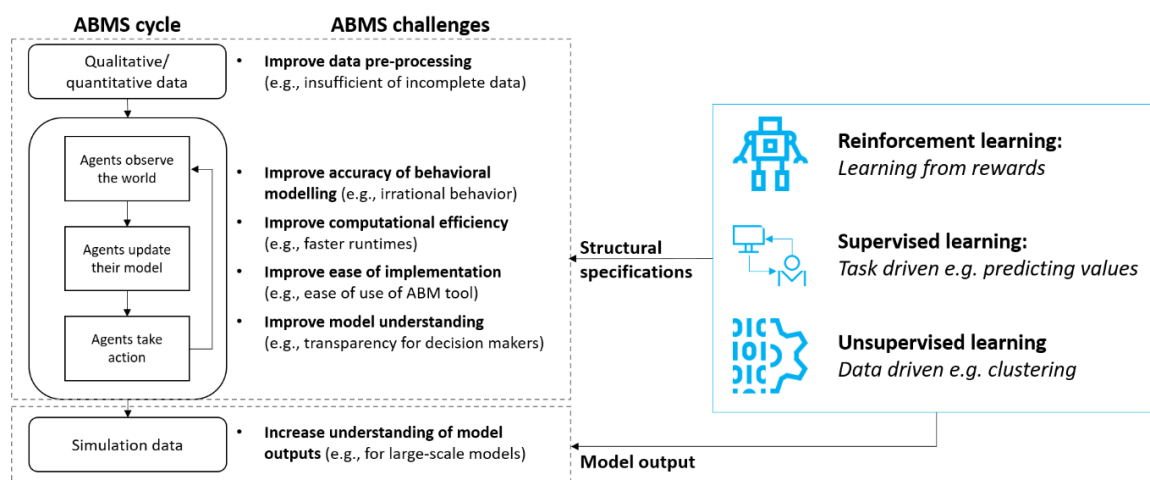 ABMS cycle
ABMS challenges
Qualitative/
quantitative data
• Improve data pre-processing
(e.g., insufficient of incomplete data)
Agents observe
the world
Agents update
their model
Agents take
action
• Improve accuracy of behavioral
modelling (e.g., irrational behavior)
• Improve computational efficiency
(e.g., faster runtimes)
• Improve ease of implementation
(e.g., ease of use of ABM tool)
• Improve model understanding
(e.g., transparency for decision makers)
Simulation data
• Increase understanding of model
outputs (e.g., for large-scale models)
Structural
specifications
Model output
Reinforcement learning:
Learning from rewards
Supervised learning:
Task driven e.g. predicting values
Unsupervised learning
Data driven e.g. clustering